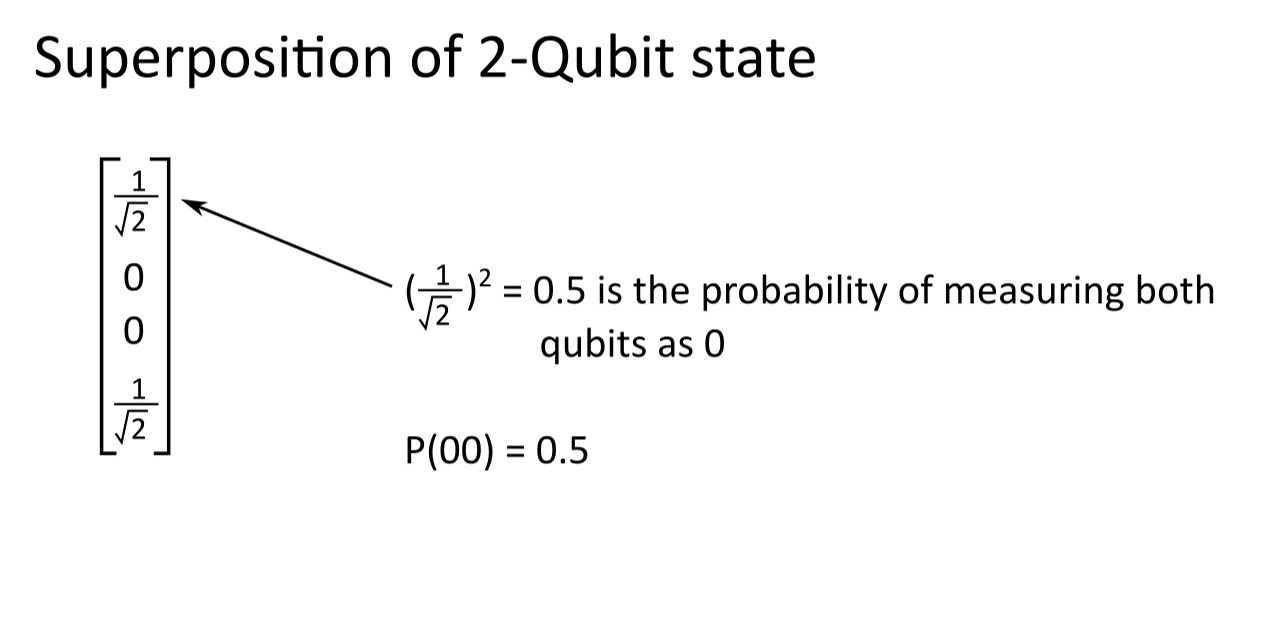 Superposition of 2-Qubit state
[1/√2
0
0
1/√2]
(1/√2)² = 0.5 is the probability of measuring both
qubits as 0
P(00) = 0.5